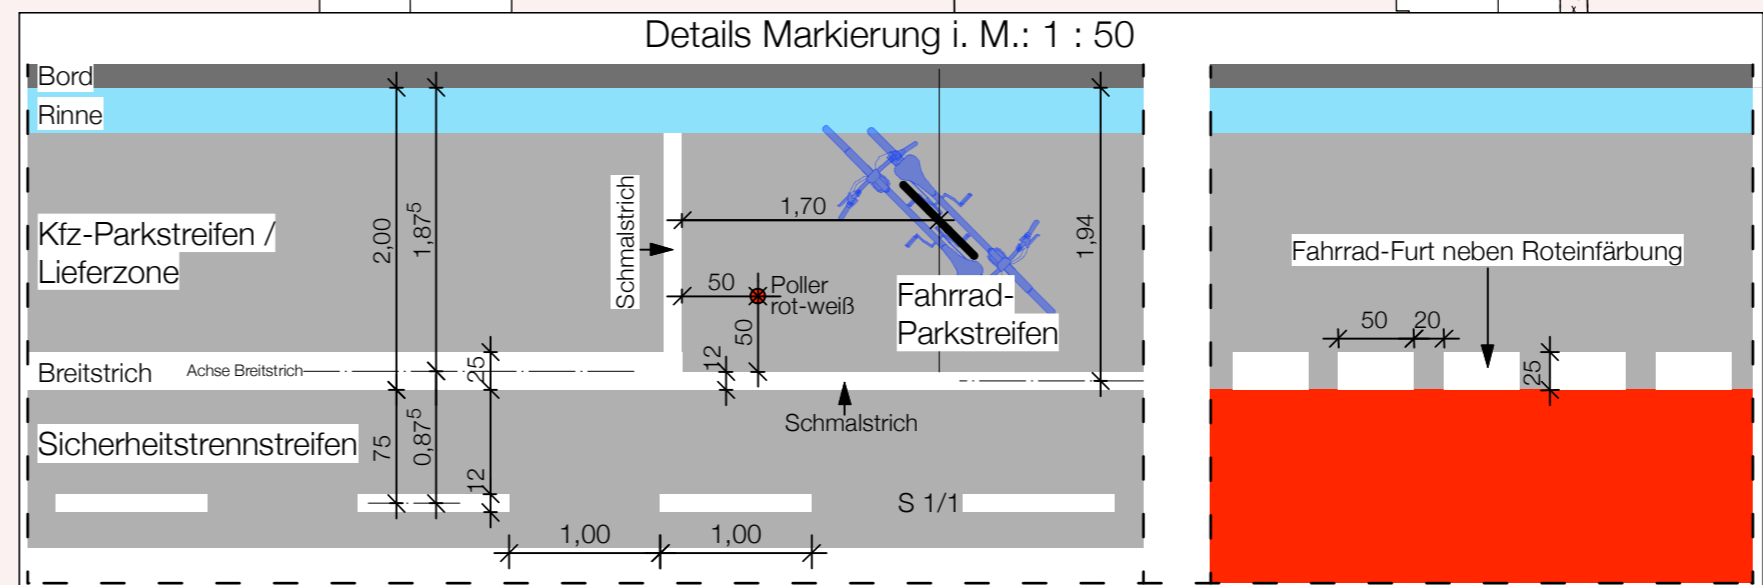 Details Markierung i. M.: 1 : 50
Bord
Rinne
Kfz-Parkstreifen /
Lieferzone
2,00
1,87⁵
Schmalstrich
1,70
50
Poller
rot-weiß
50
12
Fahrrad-
Parkstreifen
1,94
Breitstrich
Achse Breitstrich
25
Schmalstrich
Sicherheitstrennstreifen
75
0,87⁵
12
S 1/1
1,00
1,00
Fahrrad-Furt neben Roteinfärbung
50
20
25